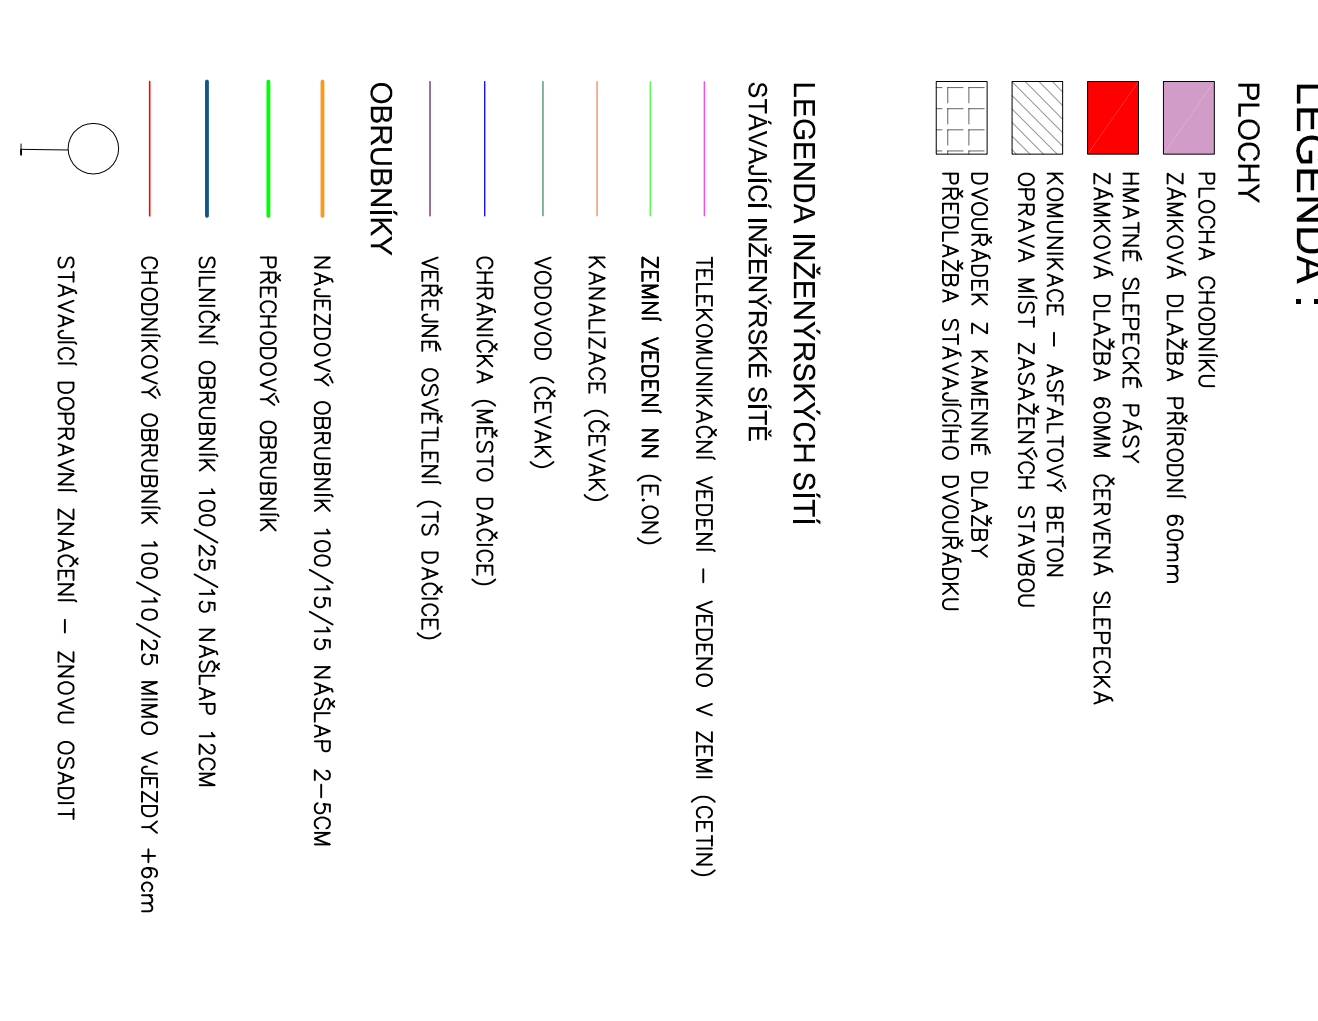 LEGENDA :
PLOCHY
PLOCHA CHODNÍKU
ZÁMKOVÁ DLAŽBA PŘÍRODNÍ 60mm
HMATNÉ SLEPECKÉ PÁSY
ZÁMKOVÁ DLAŽBA 60MM ČERVENÁ SLEPECKÁ
KOMUNIKACE – ASFALTOVÝ BETON
OPRAVA MÍST ZASAŽENÝCH STAVBOU
DVOUŘÁDEK Z KAMENNÉ DLAŽBY
PŘEDLAŽBA STÁVAJÍCÍHO DVOUŘÁDKU
LEGENDA INŽENÝRSKÝCH SÍTÍ
STÁVAJÍCÍ INŽENÝRSKÉ SÍTĚ
TELEKOMUNIKAČNÍ VEDENÍ – VEDENO V ZEMI (CETIN)
ZEMNÍ VEDENÍ NN (E.ON)
KANALIZACE (ČEVAK)
VODOVOD (ČEVAK)
CHRÁNIČKA (MĚSTO DAČICE)
VEŘEJNÉ OSVĚTLENÍ (TS DAČICE)
OBRUBNÍKY
NÁJEZDOVÝ OBRUBNÍK 100/15/15 NÁŠLAP 2–5CM
PŘECHODOVÝ OBRUBNÍK
SILNIČNÍ OBRUBNÍK 100/25/15 NÁŠLAP 12CM
CHODNÍKOVÝ OBRUBNÍK 100/10/25 MIMO VJEZDY +6cm
STÁVAJÍCÍ DOPRAVNÍ ZNAČENÍ – ZNOVU OSADIT